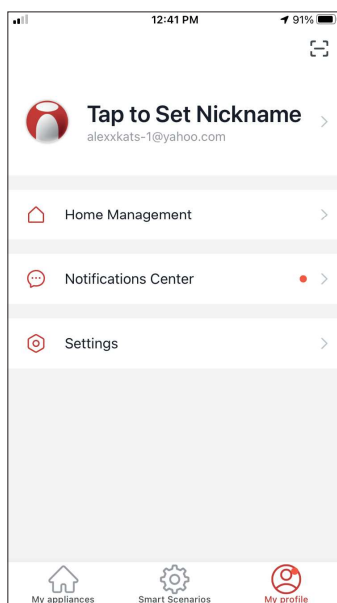 12:41 PM
91%
Tap to Set Nickname
alexxkats-1@yahoo.com
Home Management
Notifications Center
Settings
My appliances
Smart Scenarios
My profile